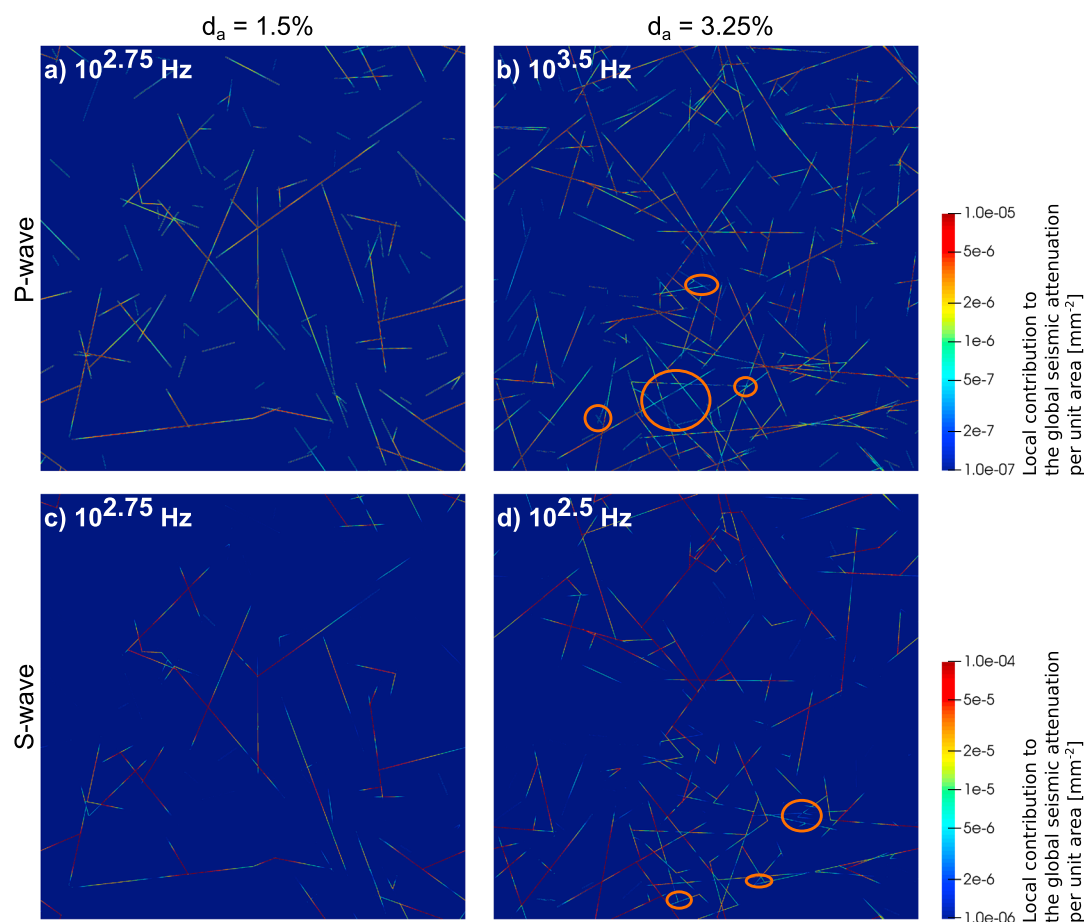 dₐ = 1.5%
dₐ = 3.25%
P-wave
a) 10^2.75 Hz
b) 10^3.5 Hz
1.0e-05
5e-6
2e-6
1e-6
5e-7
2e-7
1.0e-07
Local contribution to
the global seismic attenuation
per unit area [mm⁻²]
S-wave
c) 10^2.75 Hz
d) 10^2.5 Hz
1.0e-04
5e-5
2e-5
1e-5
5e-6
2e-6
1.0e-06
Local contribution to
the global seismic attenuation
per unit area [mm⁻²]